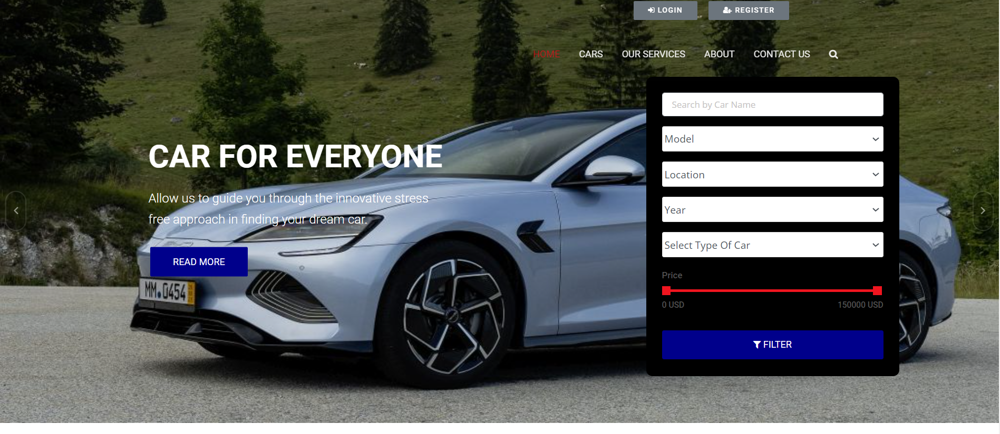 LOGIN
REGISTER
HOME
CARS
OUR SERVICES
ABOUT
CONTACT US
CAR FOR EVERYONE
Allow us to guide you through the innovative stress
free approach in finding your dream car.
READ MORE
MM 0454
Search by Car Name
Model
Location
Year
Select Type Of Car
Price
0 USD
150000 USD
FILTER